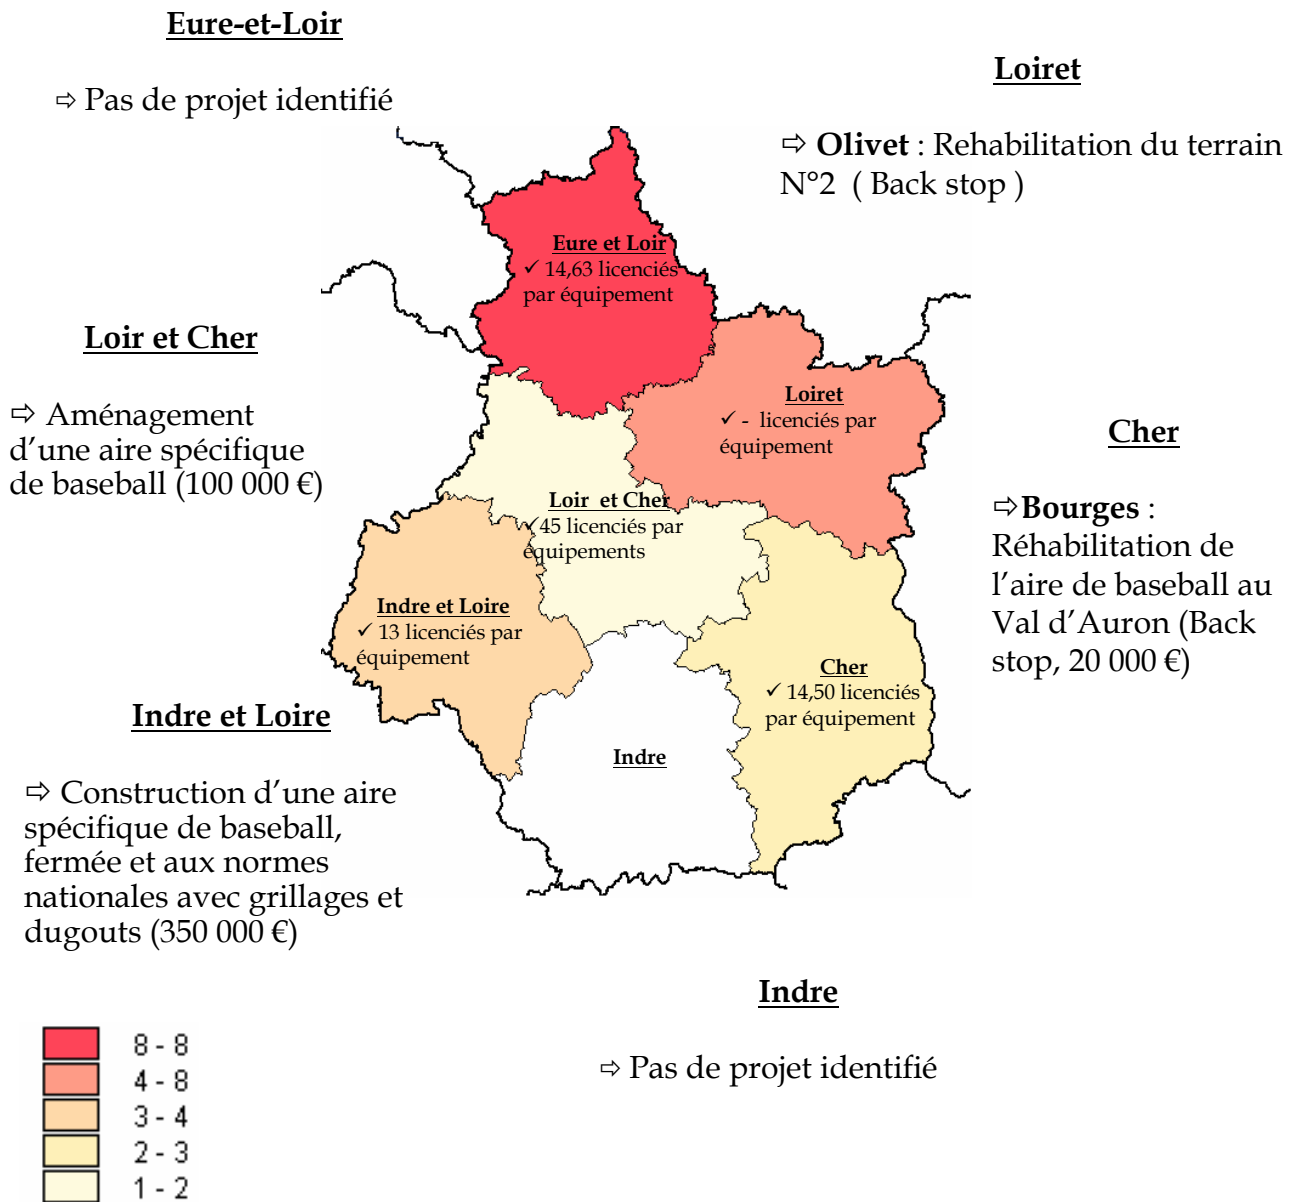 Eure-et-Loir
⇨ Pas de projet identifié
Loiret
⇨ Olivet : Rehabilitation du terrain
N°2 ( Back stop )
Eure et Loir
✓ 14,63 licenciés
par équipement
Loir et Cher
⇨ Aménagement
d’une aire spécifique
de baseball (100 000 €)
Loiret
✓ - licenciés par
équipement
Cher
⇨Bourges :
Réhabilitation de
l’aire de baseball au
Val d’Auron (Back
stop, 20 000 €)
Loir et Cher
✓45 licenciés par
équipements
Indre et Loire
✓ 13 licenciés par
équipement
Cher
✓ 14,50 licenciés
par équipement
Indre
Indre et Loire
⇨ Construction d’une aire
spécifique de baseball,
fermée et aux normes
nationales avec grillages et
dugouts (350 000 €)
Indre
⇨ Pas de projet identifié
8 - 8
4 - 8
3 - 4
2 - 3
1 - 2